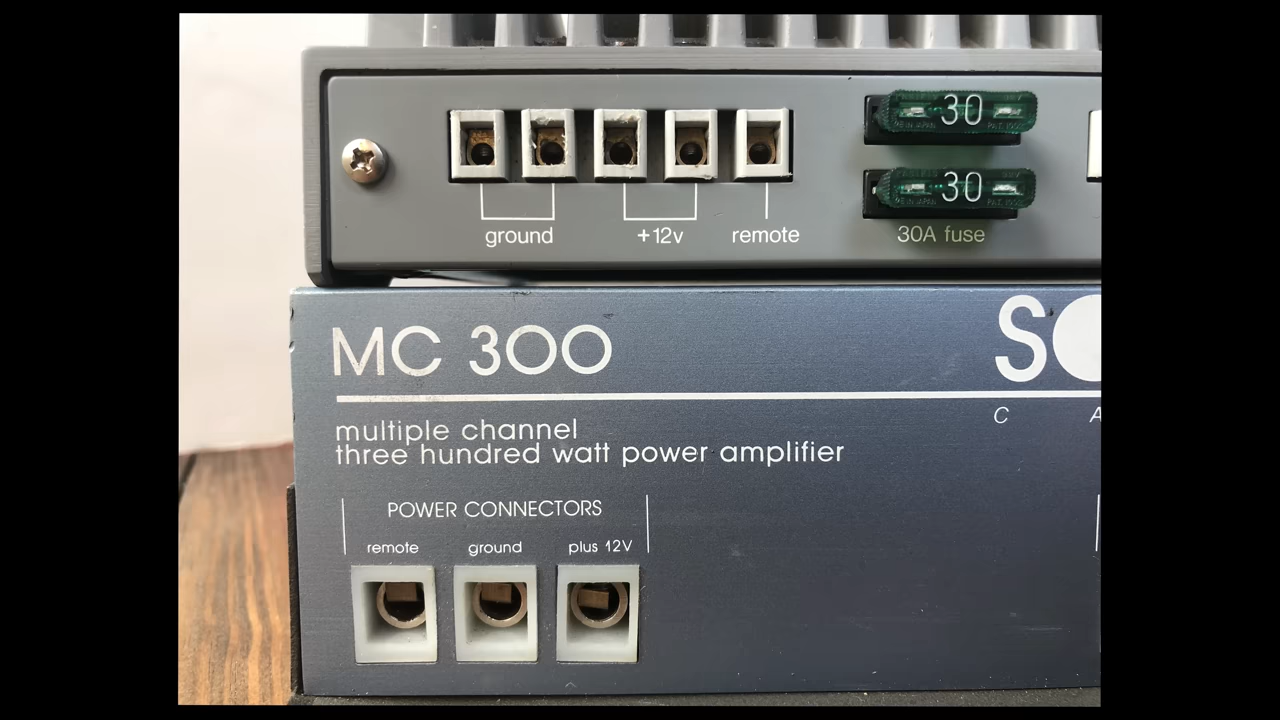 30
30
ground +12v remote 30A fuse
MC 300
multiple channel
three hundred watt power amplifier
POWER CONNECTORS
remote ground plus 12V